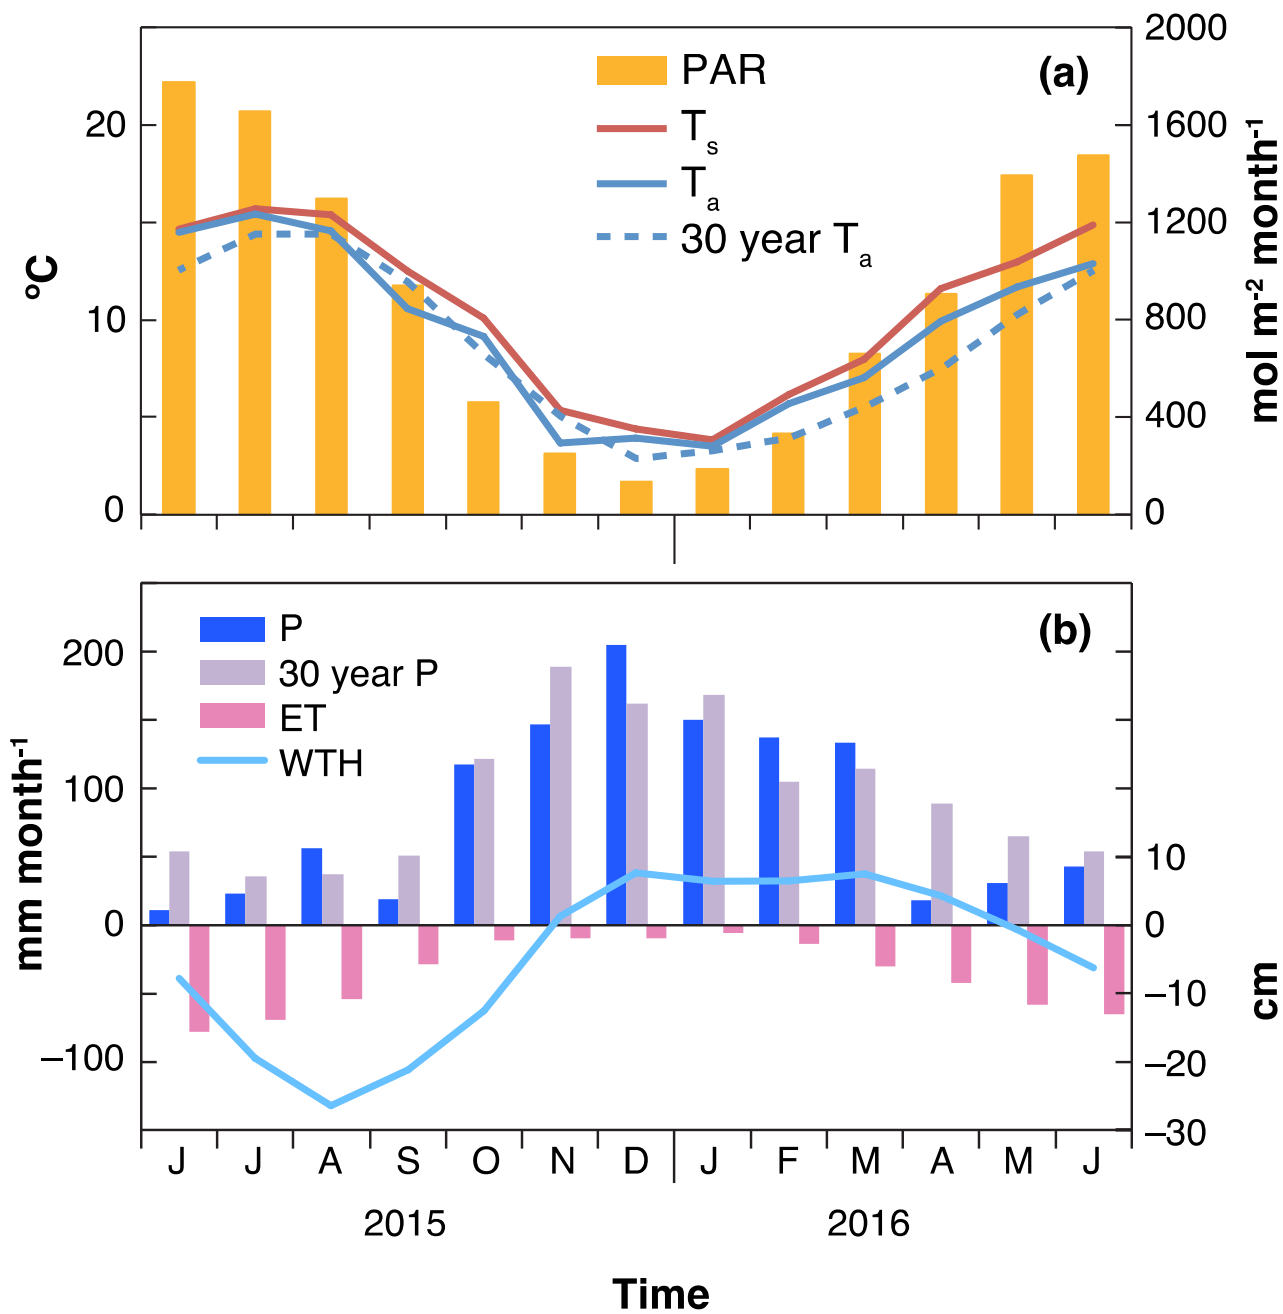 (a)
PAR
Ts
Ta
30 year Ta
20
10
0
ºC
2000
1600
1200
800
400
0
mol m-2 month-1
(b)
P
30 year P
ET
WTH
200
100
0
–100
mm month-1
10
0
–10
–20
–30
cm
J J A S O N D J F M A M J
2015 2016
Time